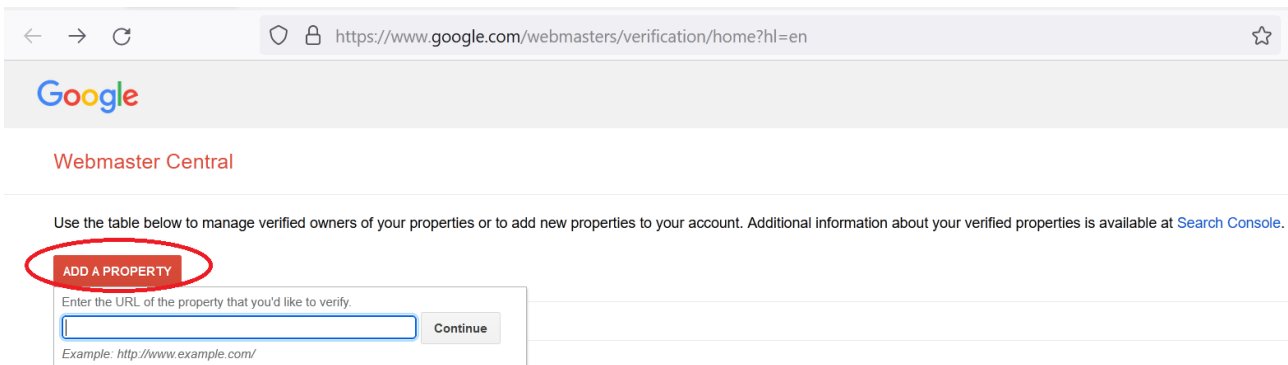 https://www.google.com/webmasters/verification/home?hl=en
Google
Webmaster Central
Use the table below to manage verified owners of your properties or to add new properties to your account. Additional information about your verified properties is available at Search Console.
ADD A PROPERTY
Enter the URL of the property that you'd like to verify.
Continue
Example: http://www.example.com/